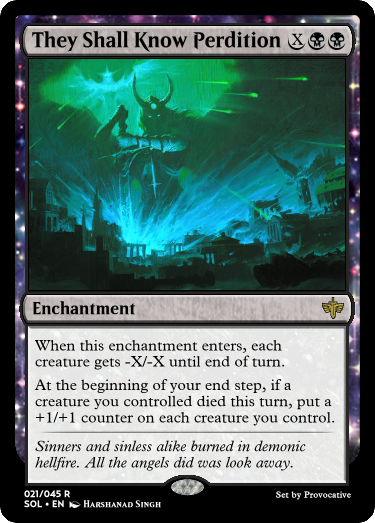 They Shall Know Perdition X
Enchantment
When this enchantment enters, each
creature gets -X/-X until end of turn.
At the beginning of your end step, if a
creature you controlled died this turn, put a
+1/+1 counter on each creature you control.
Sinners and sinless alike burned in demonic
hellfire. All the angels did was look away.
021/045 R
SOL • EN Harshanad Singh
Set by Provocative